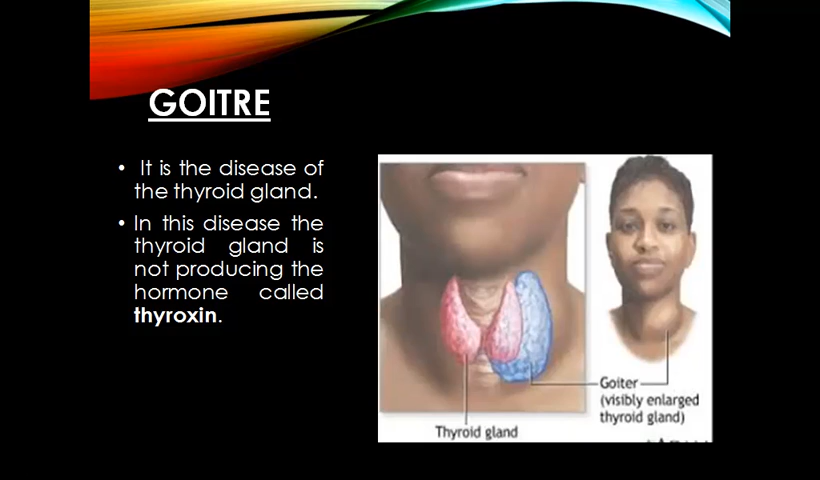 GOITRE
• It is the disease of
the thyroid gland.
• In this disease the
thyroid gland is
not producing the
hormone called
thyroxin.
Goiter
(visibly enlarged
thyroid gland)
Thyroid gland